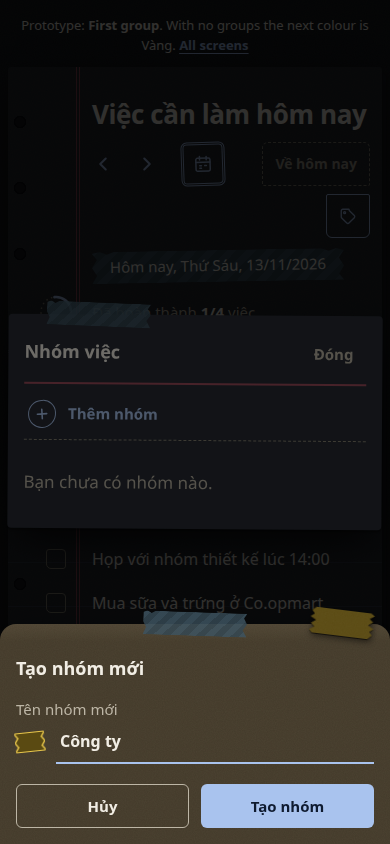 Prototype: First group. With no groups the next colour is
Vàng. All screens
Việc cần làm hôm nay
Về hôm nay
Hôm nay, Thứ Sáu, 13/11/2026
thành 1/4 việc
Nhóm việc
Đóng
Thêm nhóm
Bạn chưa có nhóm nào.
Họp với nhóm thiết kế lúc 14:00
Mua sữa và trứng ở Co.opmart
Tạo nhóm mới
Tên nhóm mới
Công ty
Hủy
Tạo nhóm